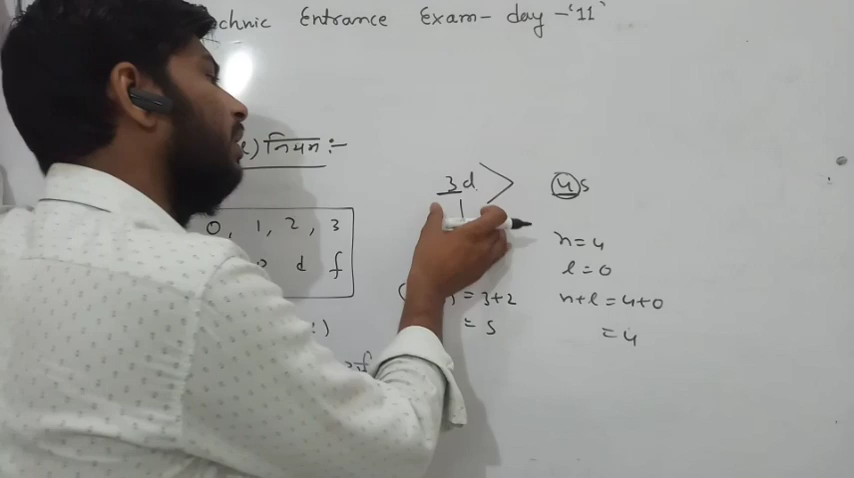 chnic Entrance Exam- day -'11'
l) नियम :-
3d > 4s
0, 1, 2, 3
d f
n=4
l=0
= 3+2
n+l = 4+0
= 5
= 4